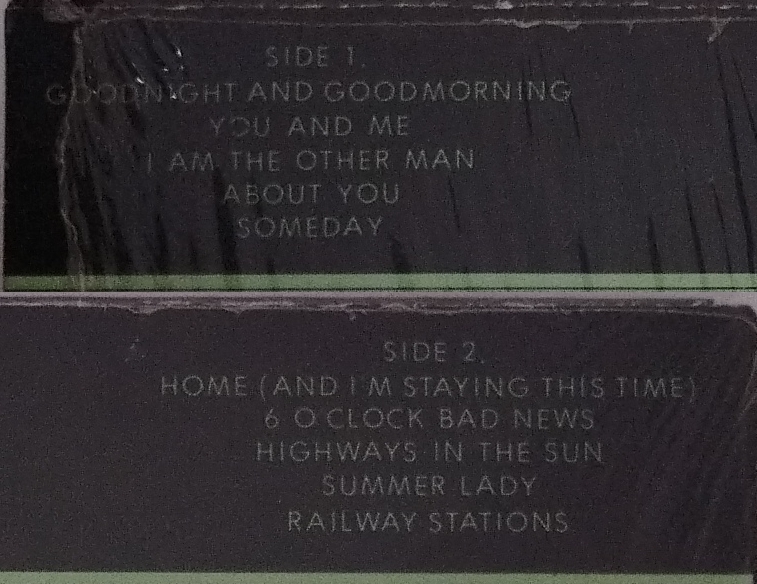 SIDE 1.
GOODNIGHT AND GOODMORNING
YOU AND ME
I AM THE OTHER MAN
ABOUT YOU
SOMEDAY
SIDE 2.
HOME (AND I M STAYING THIS TIME)
6 O CLOCK BAD NEWS
HIGHWAYS IN THE SUN
SUMMER LADY
RAILWAY STATIONS